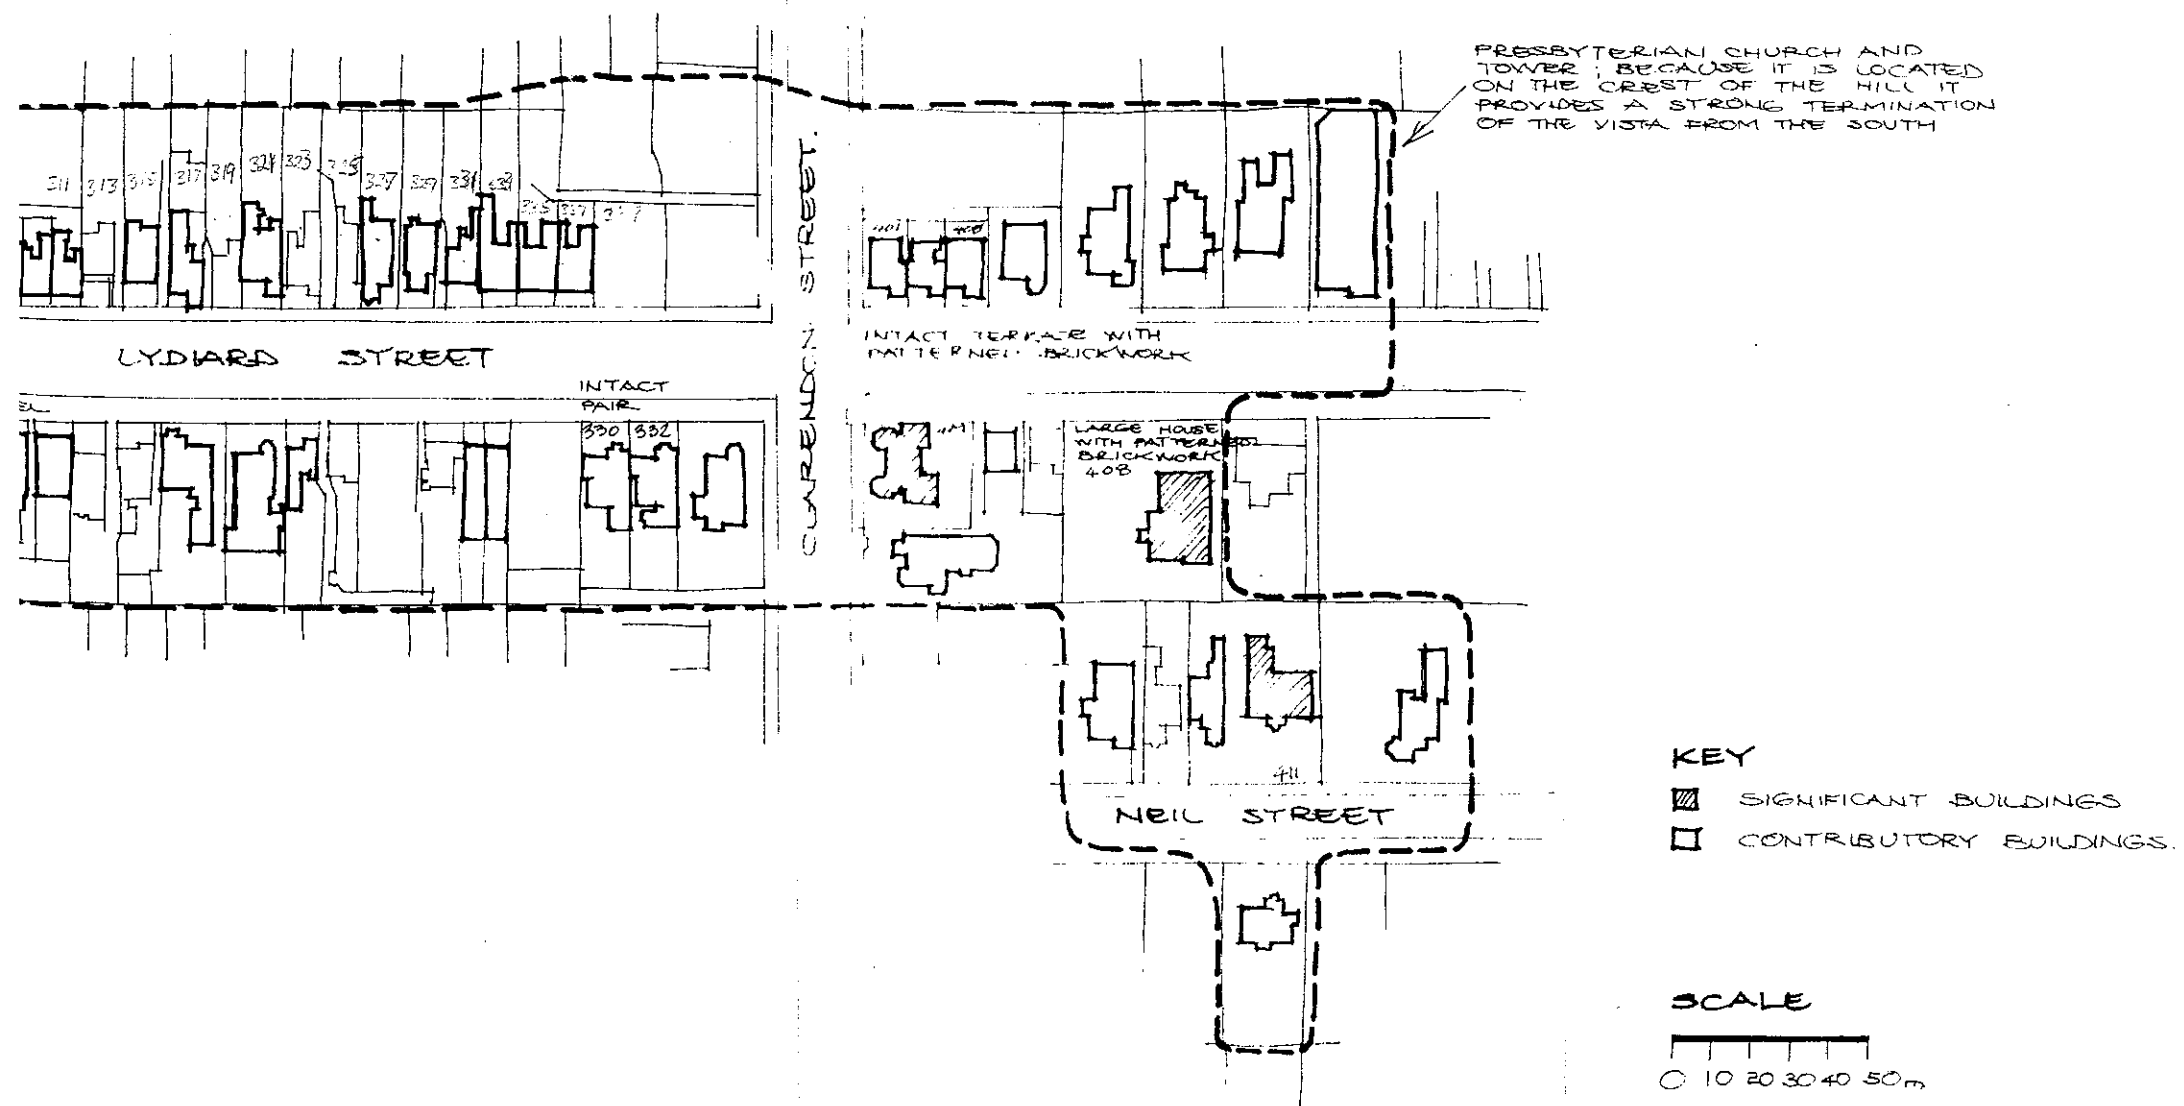 PRESBYTERIAN CHURCH AND
TOWER ; BECAUSE IT IS LOCATED
ON THE CREST OF THE HILL IT
PROVIDES A STRONG TERMINATION
OF THE VISTA FROM THE SOUTH
311 313 315 317 319 321 323 325 327 329 331 333
335 337
401
CLARENDON STREET.
LYDIARD STREET
INTACT TERRACE WITH
PATTERNED BRICKWORK
INTACT
PAIR
330 332
LARGE HOUSE
WITH PATTERNED
BRICKWORK
408
411
NEIL STREET
KEY
SIGNIFICANT BUILDINGS
CONTRIBUTORY BUILDINGS.
SCALE
0 10 20 30 40 50m